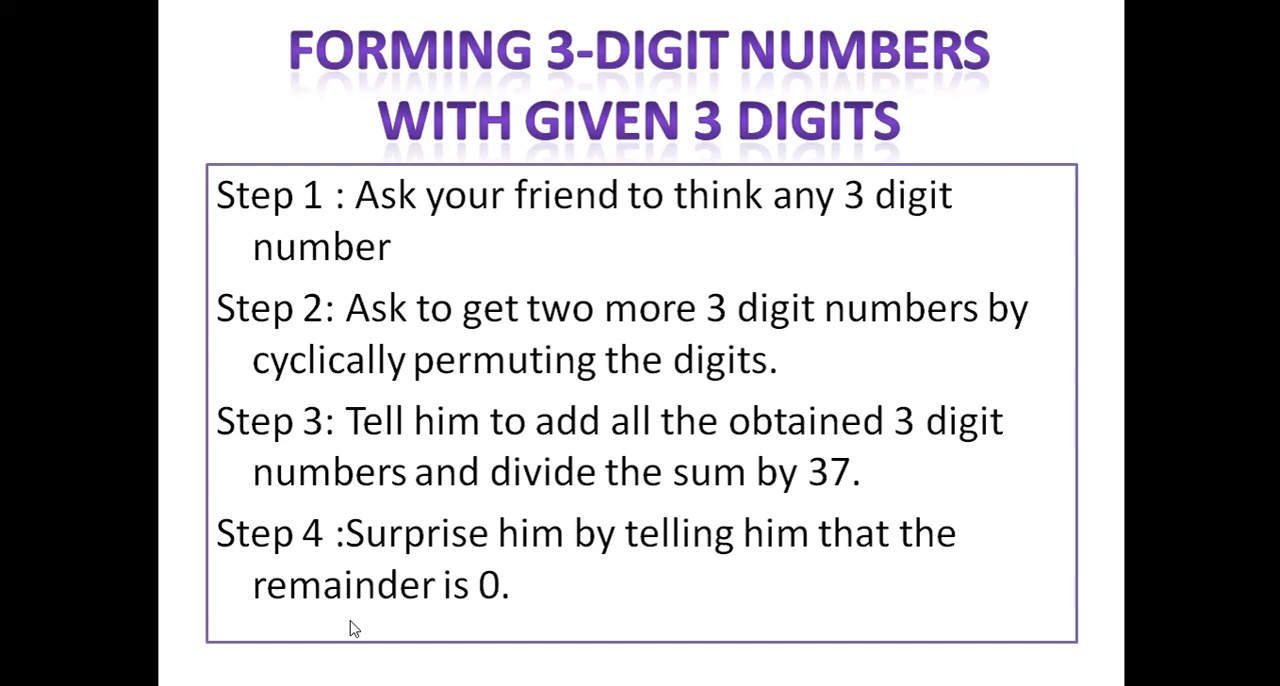 FORMING 3-DIGIT NUMBERS
WITH GIVEN 3 DIGITS
Step 1 : Ask your friend to think any 3 digit
number
Step 2: Ask to get two more 3 digit numbers by
cyclically permuting the digits.
Step 3: Tell him to add all the obtained 3 digit
numbers and divide the sum by 37.
Step 4 :Surprise him by telling him that the
remainder is 0.